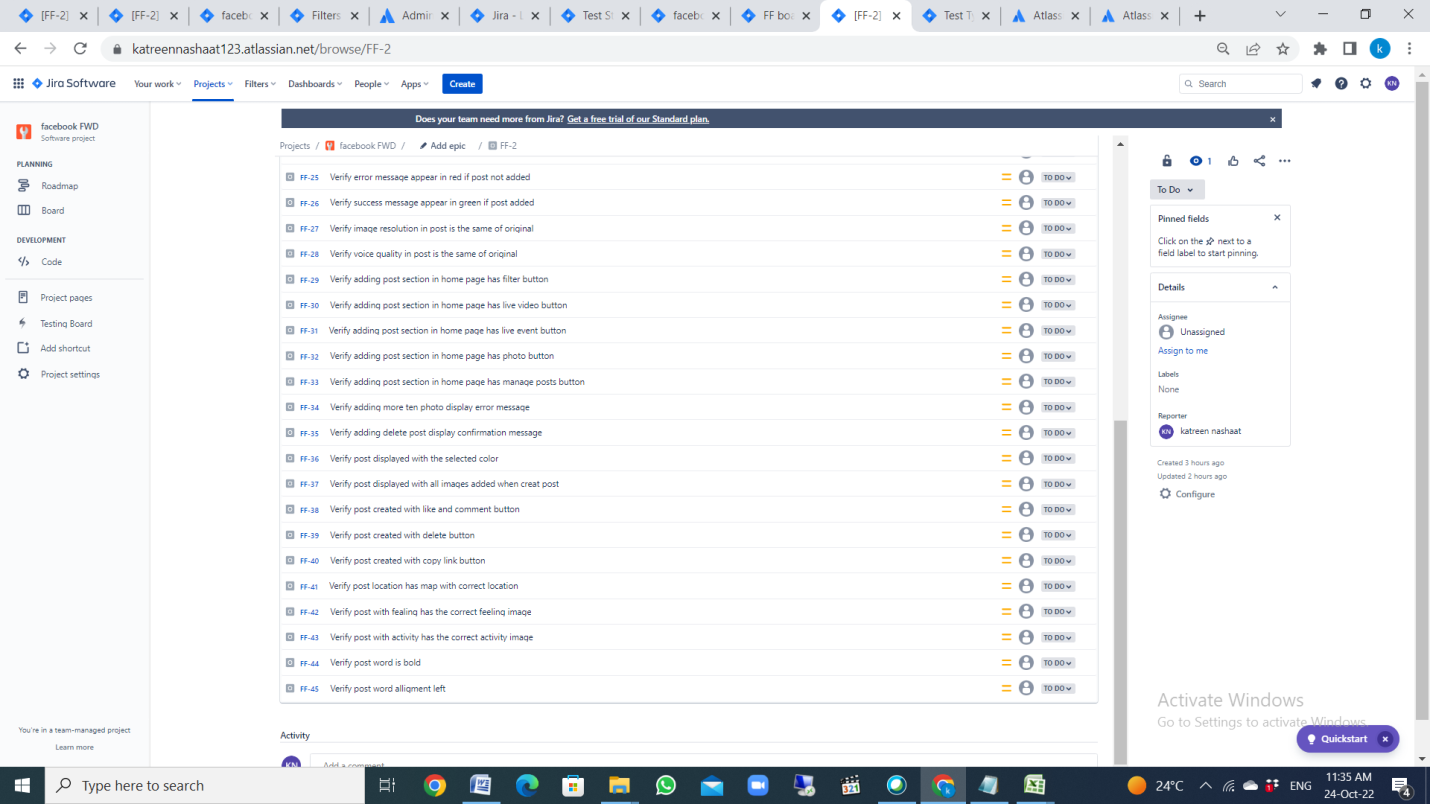 [FF-2]
[FF-2]
faceb
Filters
Admir
Jira - L
Test St
faceb
FF boa
[FF-2]
Test T
Atlass
Atlass
katreennashaat123.atlassian.net/browse/FF-2
k
Jira Software
Your work
Projects
Filters
Dashboards
People
Apps
Create
Search
KN
facebook FWD
Software project
PLANNING
Roadmap
Board
DEVELOPMENT
Code
Project pages
Testing Board
Add shortcut
Project settings
You're in a team-managed project
Learn more
Does your team need more from Jira? Get a free trial of our Standard plan.
Projects / facebook FWD / Add epic / FF-2
FF-25 Verify error message appear in red if post not added TO DO
FF-26 Verify success message appear in green if post added TO DO
FF-27 Verify image resolution in post is the same of original TO DO
FF-28 Verify voice quality in post is the same of original TO DO
FF-29 Verify adding post section in home page has filter button TO DO
FF-30 Verify adding post section in home page has live video button TO DO
FF-31 Verify adding post section in home page has live event button TO DO
FF-32 Verify adding post section in home page has photo button TO DO
FF-33 Verify adding post section in home page has manage posts button TO DO
FF-34 Verify adding more ten photo display error message TO DO
FF-35 Verify adding delete post display confirmation message TO DO
FF-36 Verify post displayed with the selected color TO DO
FF-37 Verify post displayed with all images added when creat post TO DO
FF-38 Verify post created with like and comment button TO DO
FF-39 Verify post created with delete button TO DO
FF-40 Verify post created with copy link button TO DO
FF-41 Verify post location has map with correct location TO DO
FF-42 Verify post with fealing has the correct feeling image TO DO
FF-43 Verify post with activity has the correct activity image TO DO
FF-44 Verify post word is bold TO DO
FF-45 Verify post word alligment left TO DO
Activity
KN Add a comment
1
To Do
Pinned fields
Click on the next to a
field label to start pinning.
Details
Assignee
Unassigned
Assign to me
Labels
None
Reporter
KN katreen nashaat
Created 3 hours ago
Updated 2 hours ago
Configure
Activate Windows
Go to Settings to activate Windows.
Quickstart
Type here to search
24°C
ENG
11:35 AM
24-Oct-22
4